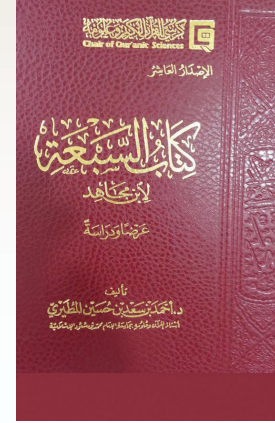 كرسي القرآن الكريم وعلومه
Chair of Qur'anic Sciences
الإصدار العاشر
كتاب السبعة
لابن مجاهد
عرضا ودراسة
تأليف
د. أحمد بن سعد بن حسين المطيري